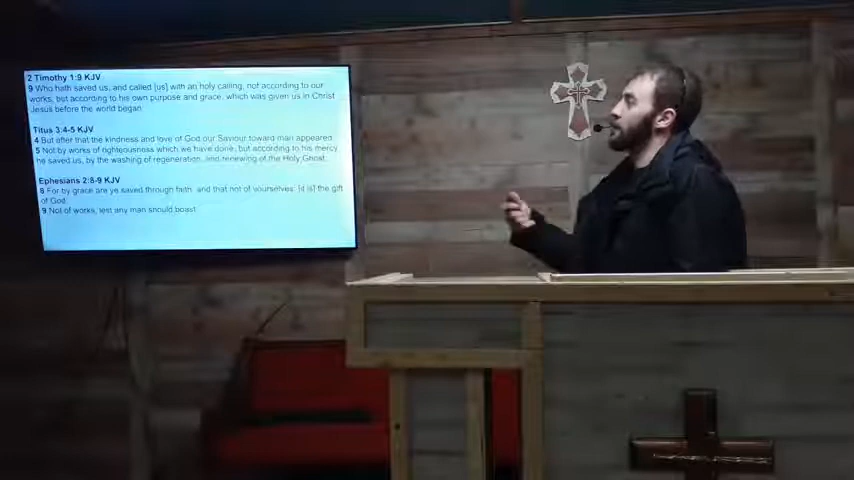 2 Timothy 1:9 KJV
9 Who hath saved us, and called [us] with an holy calling, not according to our
works, but according to his own purpose and grace, which was given us in Christ
Jesus before the world began,
Titus 3:4-5 KJV
4 But after that the kindness and love of God our Saviour toward man appeared,
5 Not by works of righteousness which we have done, but according to his mercy
he saved us, by the washing of regeneration, and renewing of the Holy Ghost;
Ephesians 2:8-9 KJV
8 For by grace are ye saved through faith; and that not of yourselves: [it is] the gift
of God:
9 Not of works, lest any man should boast.